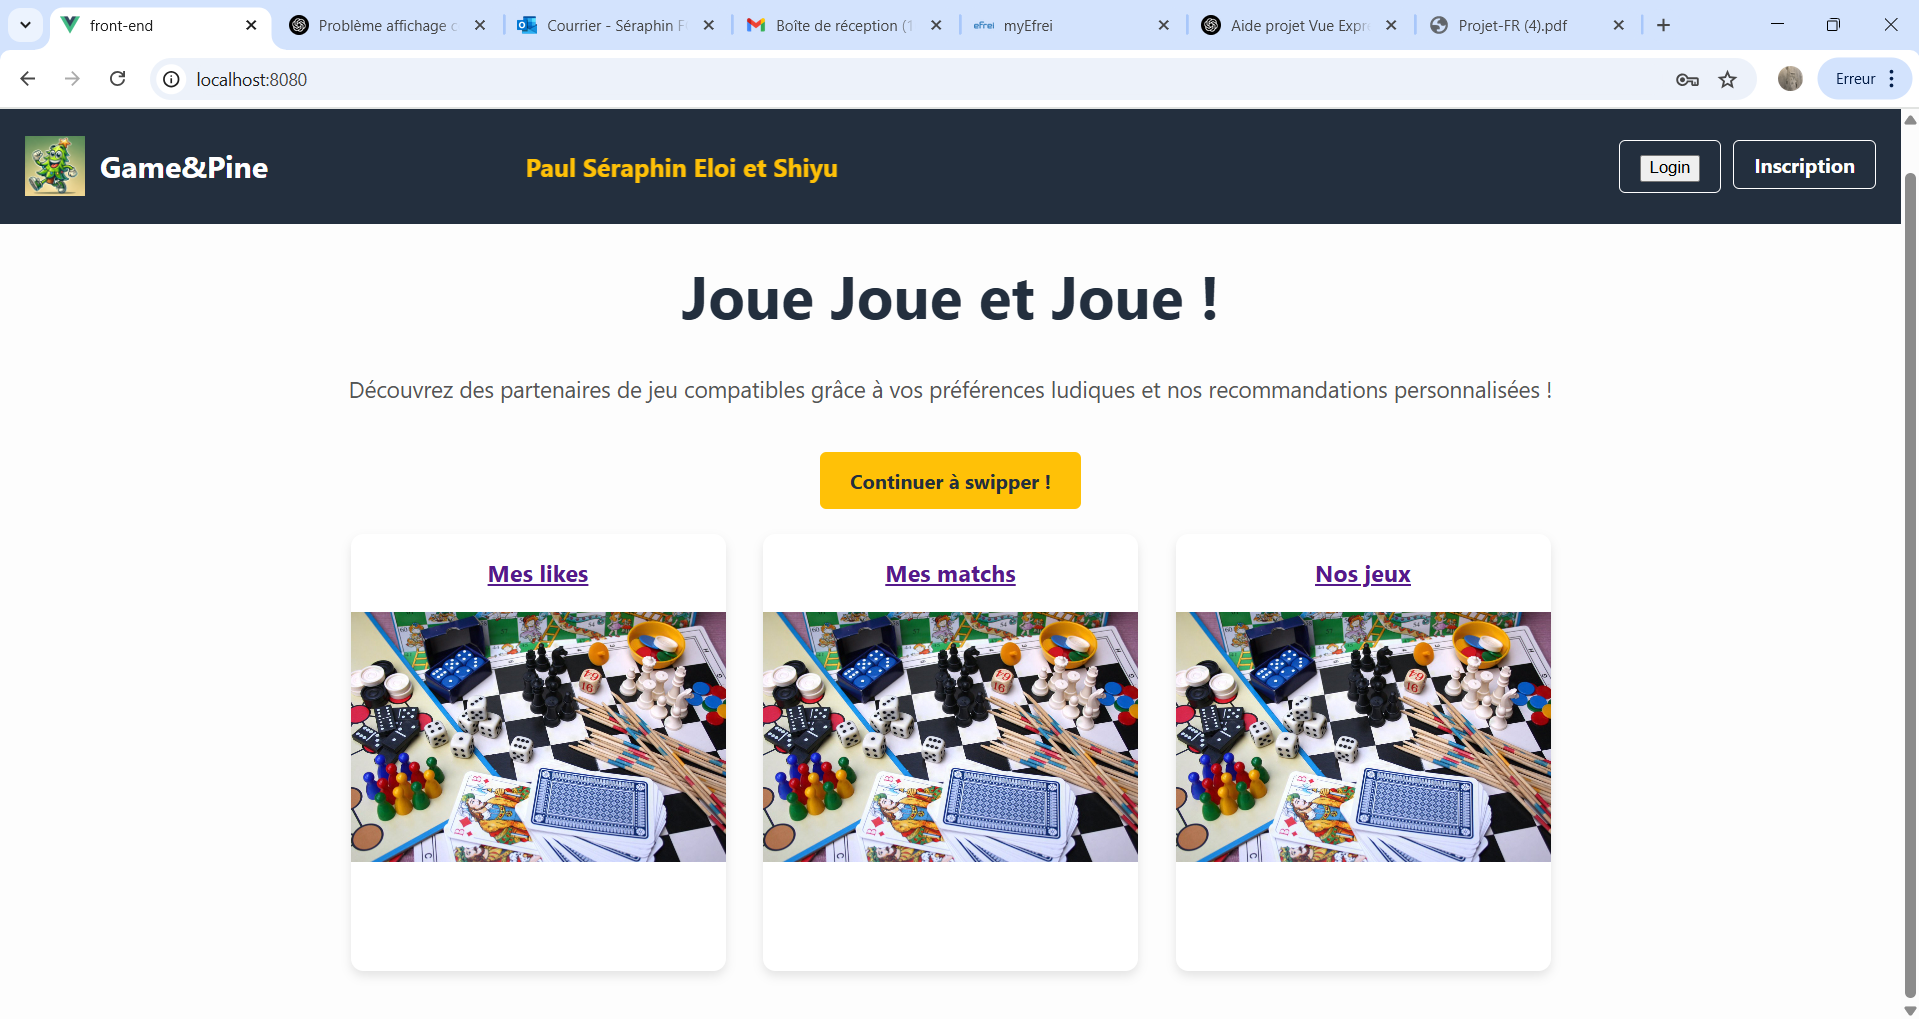 front-end
Problème affichage c
Courrier - Séraphin F
Boîte de réception (1
efrei myEfrei
Aide projet Vue Expr
Projet-FR (4).pdf
localhost:8080
Erreur
Game&Pine
Paul Séraphin Eloi et Shiyu
Login
Inscription
Joue Joue et Joue !
Découvrez des partenaires de jeu compatibles grâce à vos préférences ludiques et nos recommandations personnalisées !
Continuer à swipper !
Mes likes
Mes matchs
Nos jeux